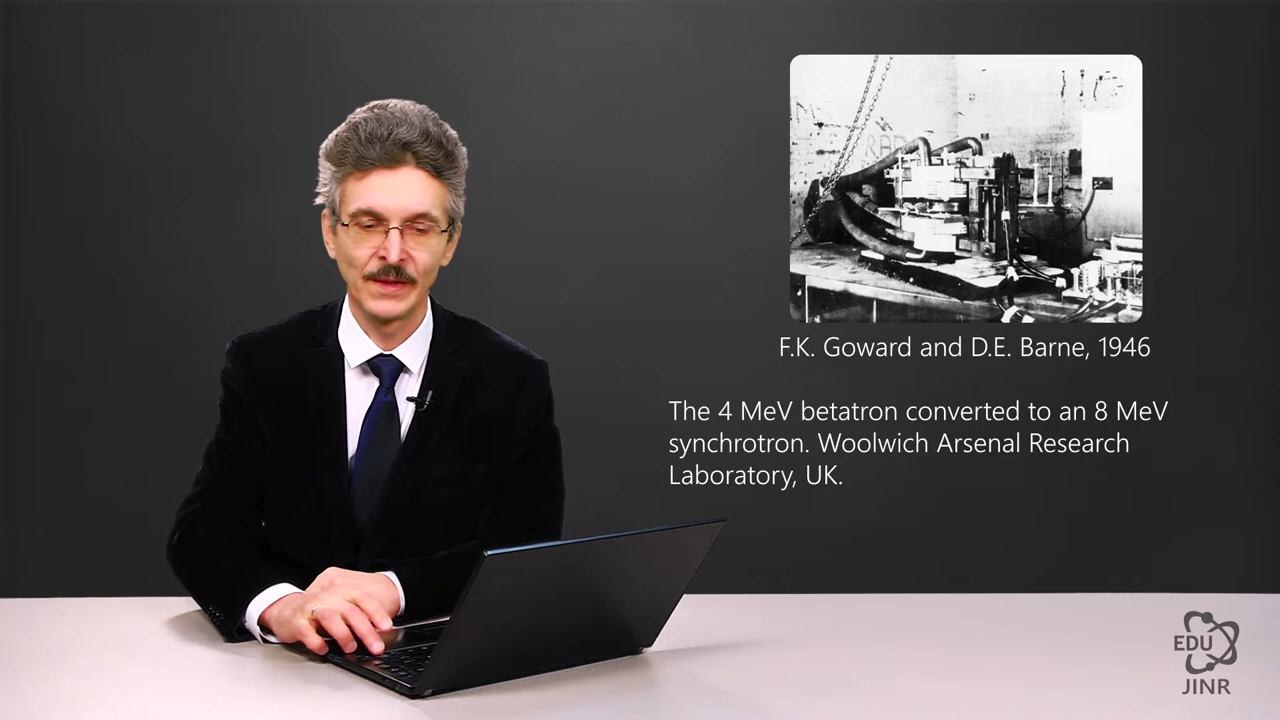 RAD
F.K. Goward and D.E. Barne, 1946
The 4 MeV betatron converted to an 8 MeV
synchrotron. Woolwich Arsenal Research
Laboratory, UK.
EDU
JINR